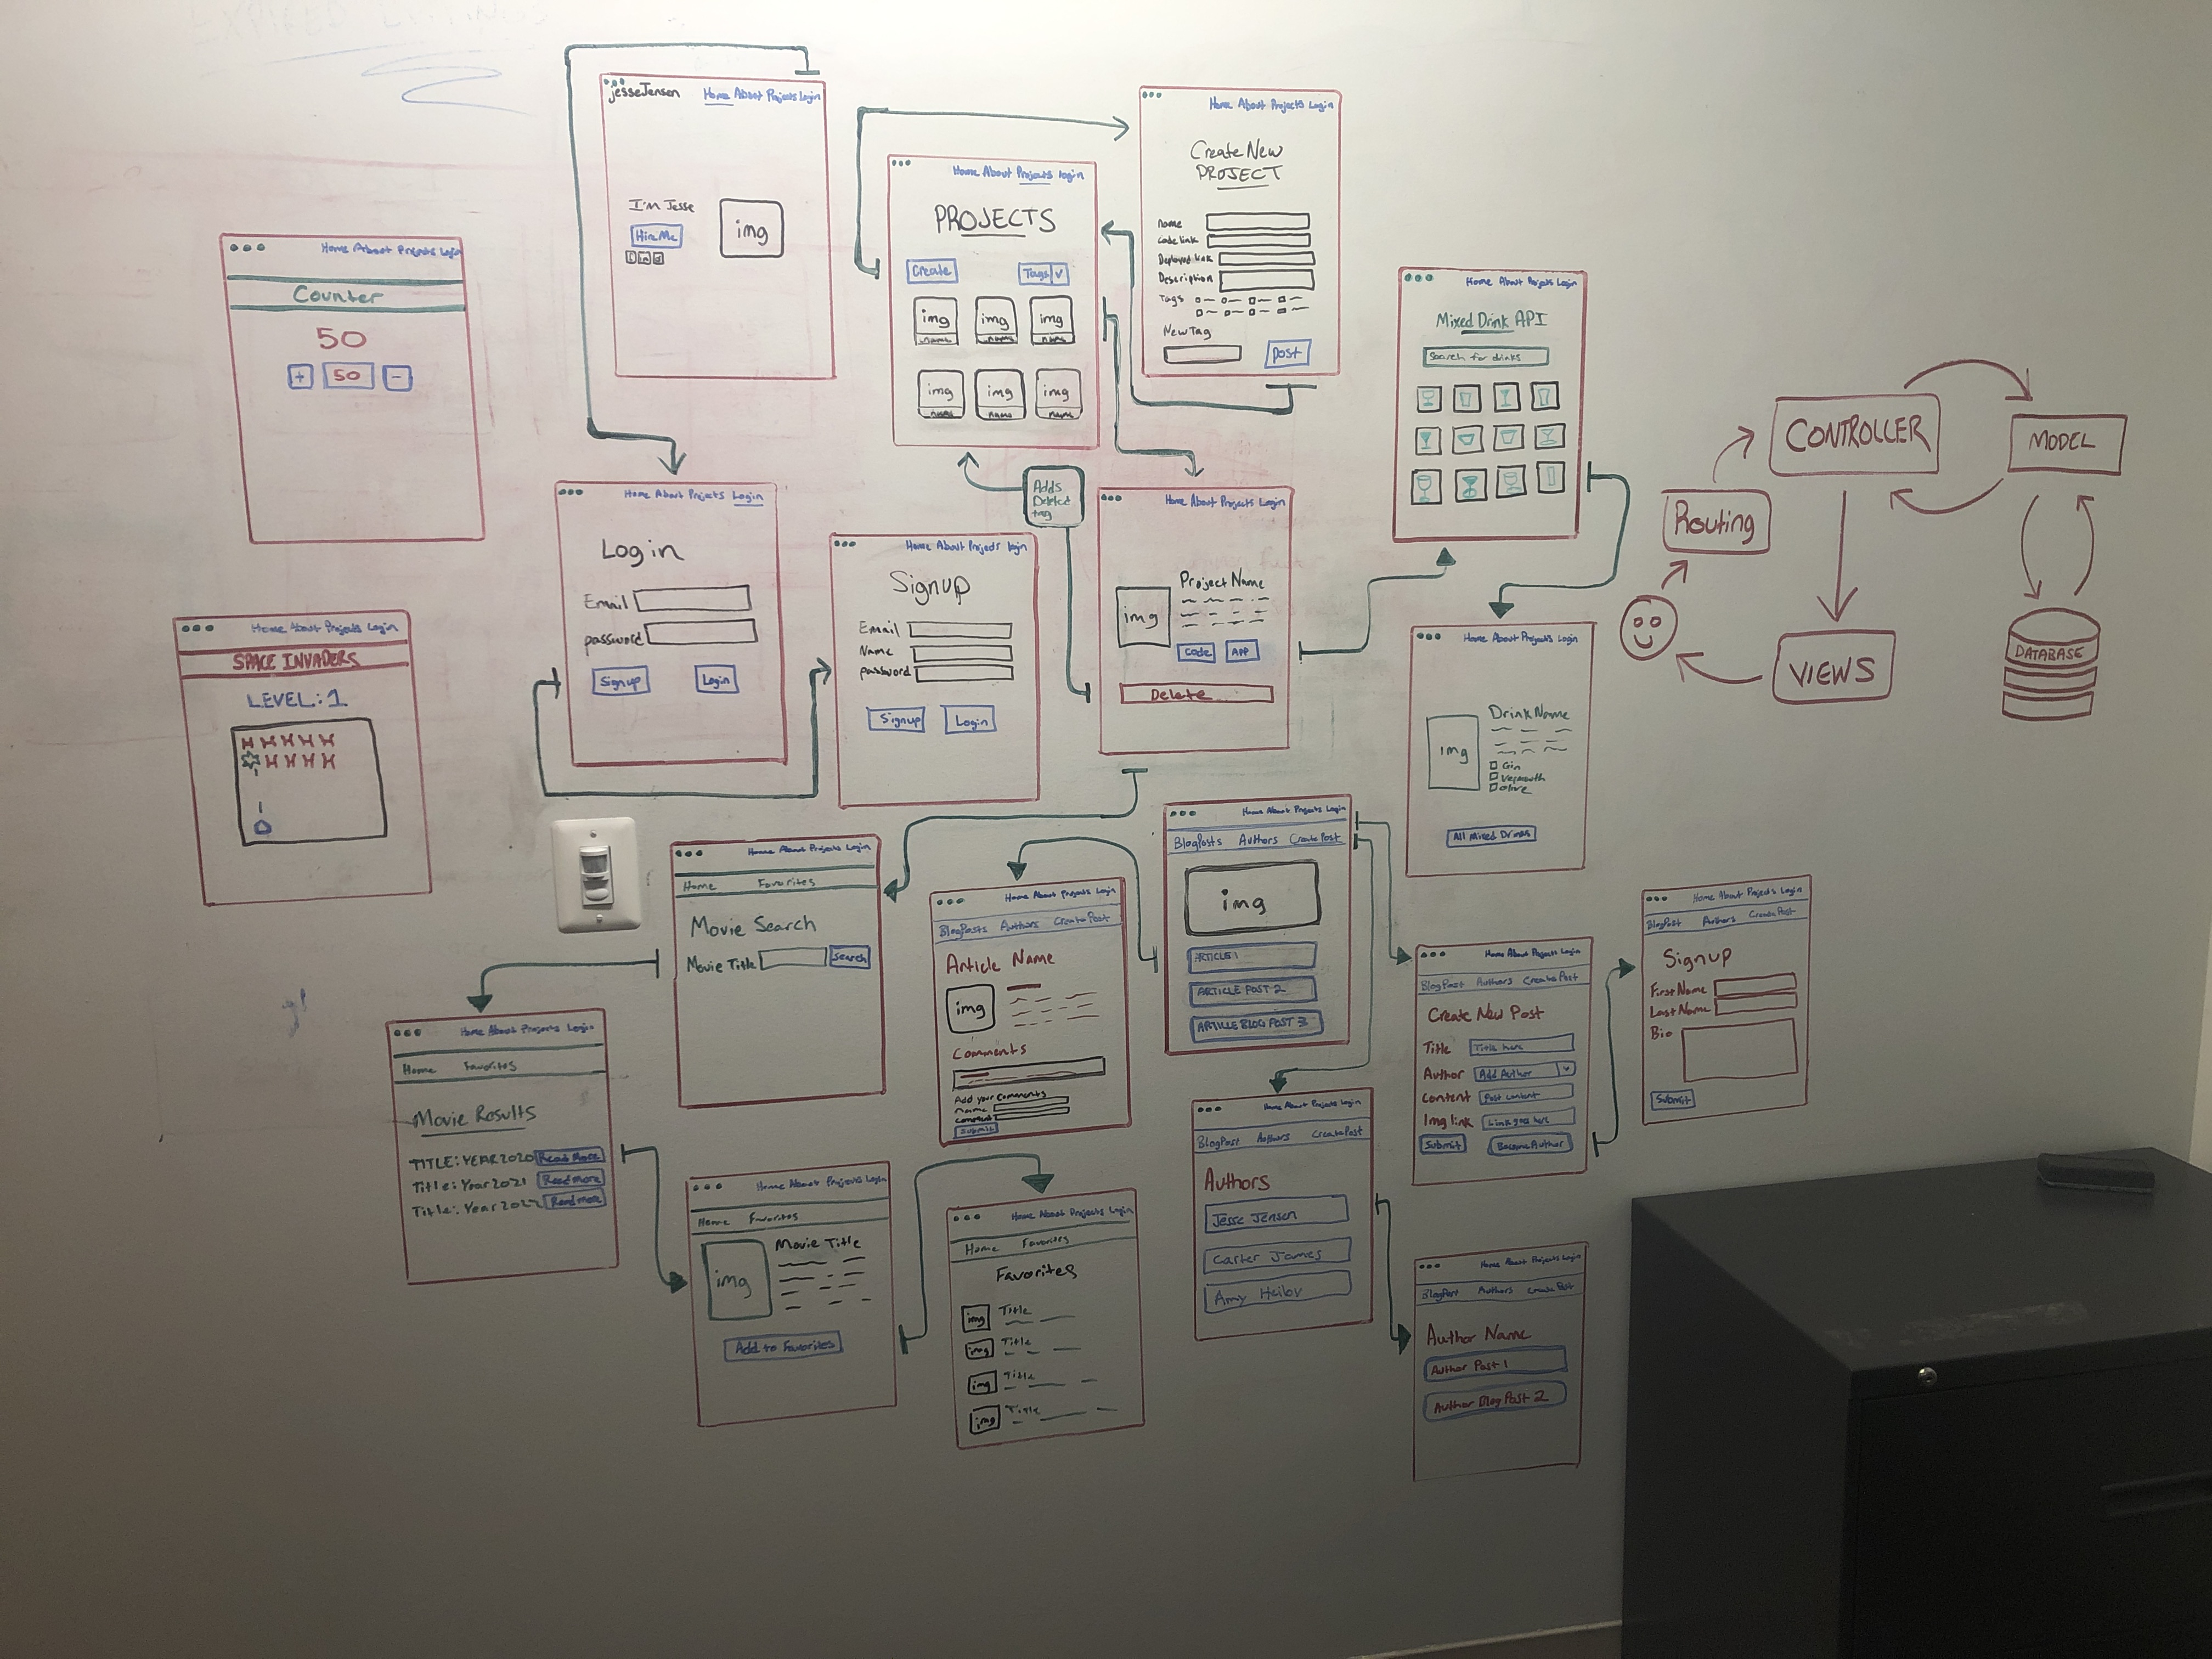 jesseJensen
Home About Projects Login
I'm Jesse
Hire Me
img
Home About Projects Login
PROJECTS
Create
Tags
img img img
name name name
img img img
name name name
Home About Projects Login
Create New
PROJECT
Name
Code link
Deployed link
Description
Tags
New Tag
post
Home About Projects Login
Counter
50
+ 50 -
Home About Projects Login
Mixed Drink API
Search for drinks
CONTROLLER
MODEL
Routing
VIEWS
DATABASE
Home About Projects Login
SPACE INVADERS
LEVEL: 1
Home About Projects Login
Login
Email
password
Signup Login
Home About Projects login
Signup
Email
Name
password
Signup Login
Adds
Delete
tag
Home About Projects Login
Project Name
img
Code APP
Delete
Home About Projects Login
Drink Name
img
Gin
Vermouth
olive
All Mixed Drinks
Home About Projects Login
Home Favorites
Movie Search
Movie Title Search
Home About Projects Login
Home Favorites
Movie Results
TITLE: YEAR 2020 Read More
Title: Year 2021 Read more
Title: Year 2022 Read more
Home About Projects Login
Home Favorites
Movie Title
img
Add to Favorites
Home About Projects Login
Home Favorites
Favorites
img Title
img Title
img Title
img Title
Home About Projects Login
BlogPosts Authors Create Post
img
ARTICLE 1
ARTICLE POST 2
ARTICLE BLOG POST 3
Home About Projects Login
BlogPosts Authors Create Post
Article Name
img
Comments
Add your Comments
Name
comment
Submit
Home About Projects Login
BlogPost Authors Create Post
Authors
Jesse Jensen
Carter James
Amy
Home About Projects Login
BlogPost Authors Create Post
Create New Post
Title Title here
Author Add Author
Content Post content
Img link Link goes here
Submit Become Author
Home About Projects Login
BlogPost Authors Create Post
Signup
First Name
Last Name
Bio
Submit
Home About Projects Login
BlogPost Authors Create Post
Author Name
Author Post 1
Author Blog Post 2